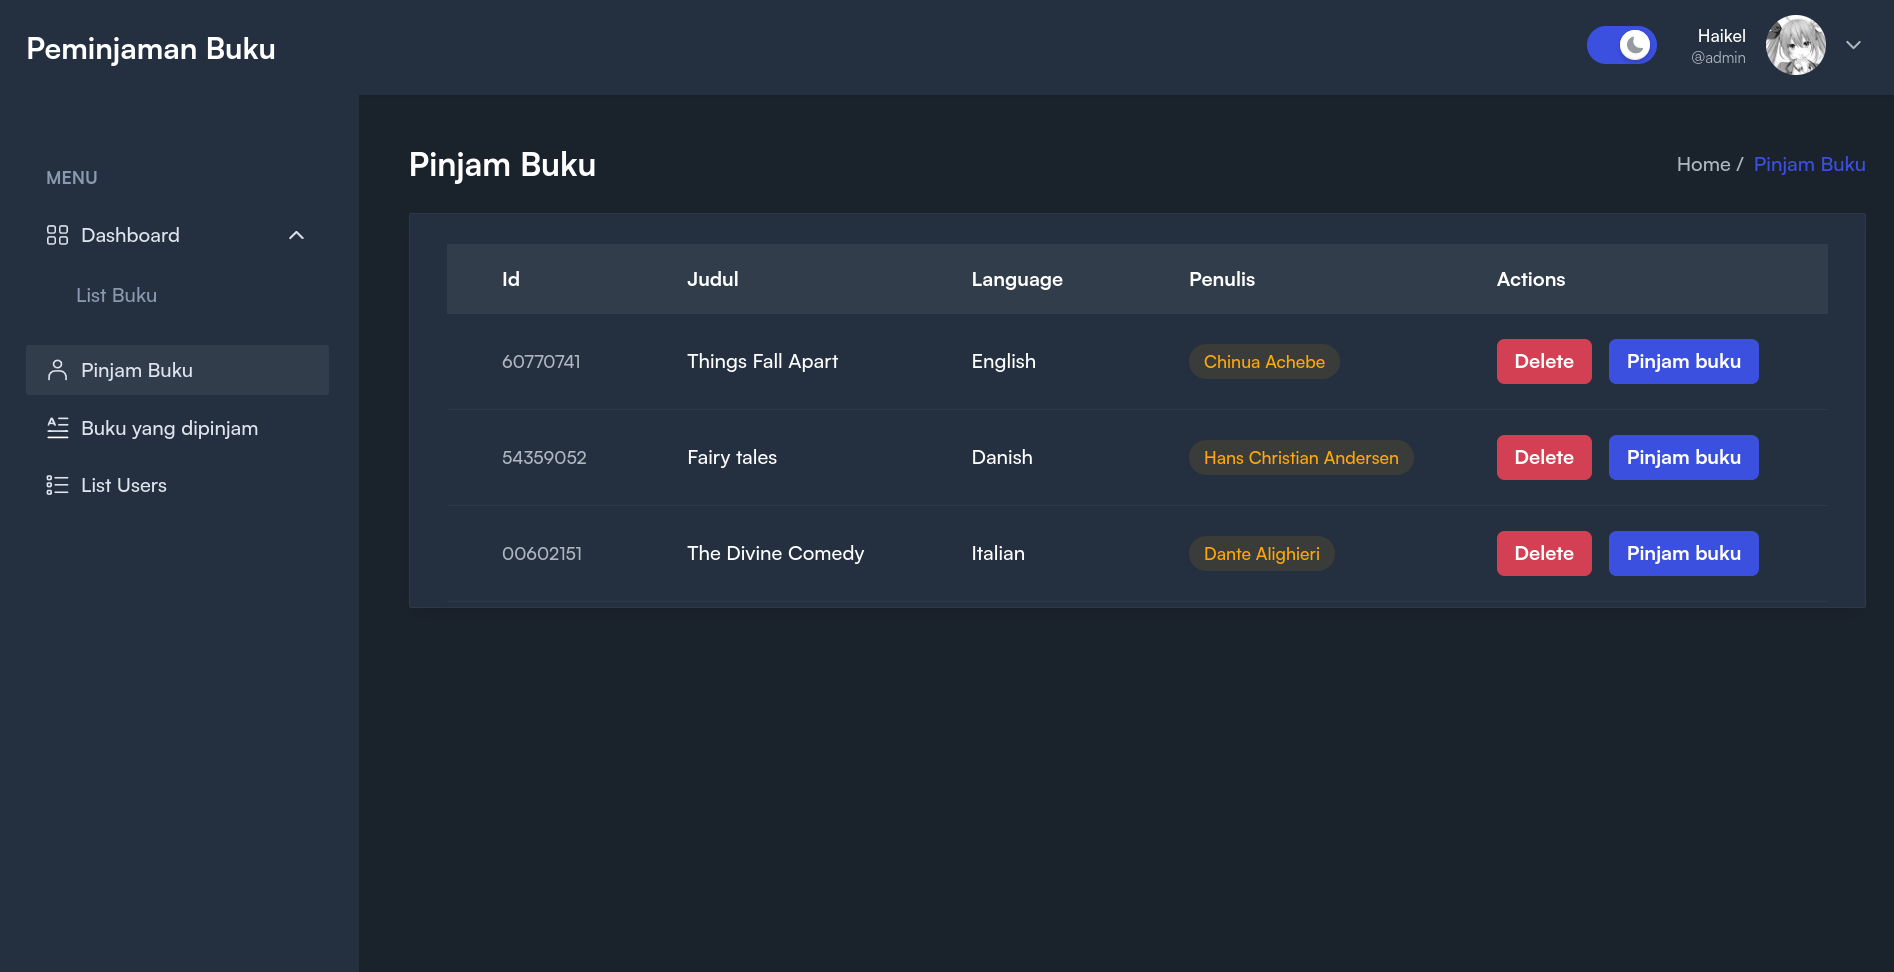 Peminjaman Buku
Haikel
@admin
MENU
Dashboard
List Buku
Pinjam Buku
Buku yang dipinjam
List Users
Pinjam Buku
Home / Pinjam Buku
Id Judul Language Penulis Actions
60770741 Things Fall Apart English Chinua Achebe Delete Pinjam buku
54359052 Fairy tales Danish Hans Christian Andersen Delete Pinjam buku
00602151 The Divine Comedy Italian Dante Alighieri Delete Pinjam buku